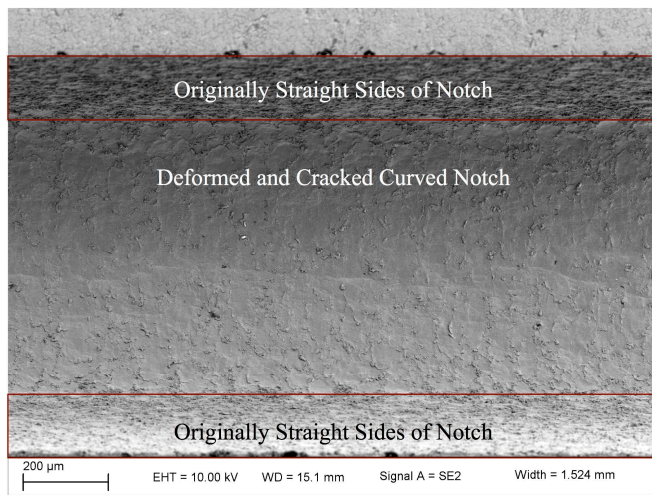 Originally Straight Sides of Notch
Deformed and Cracked Curved Notch
Originally Straight Sides of Notch
200 µm
EHT = 10.00 kV WD = 15.1 mm Signal A = SE2 Width = 1.524 mm